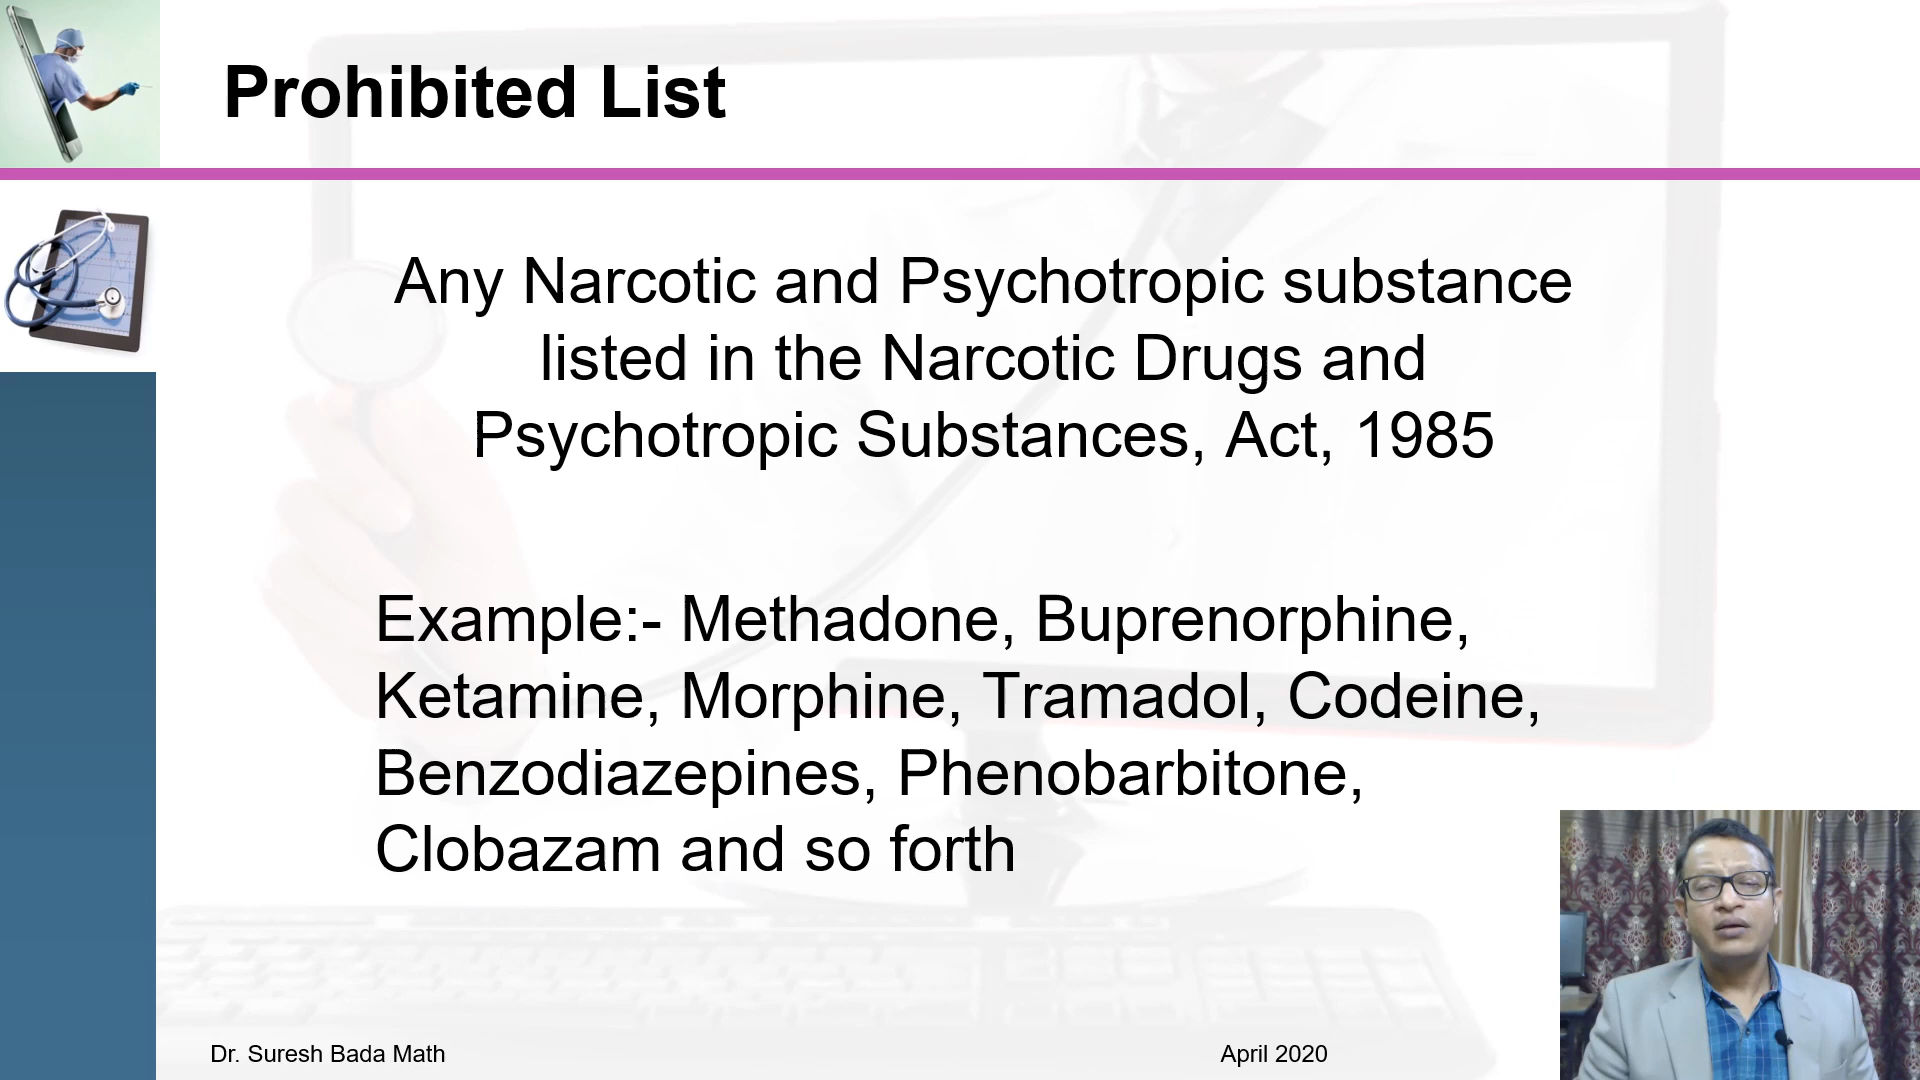 Prohibited List
Any Narcotic and Psychotropic substance
listed in the Narcotic Drugs and
Psychotropic Substances, Act, 1985
Example:- Methadone, Buprenorphine,
Ketamine, Morphine, Tramadol, Codeine,
Benzodiazepines, Phenobarbitone,
Clobazam and so forth
Dr. Suresh Bada Math
April 2020